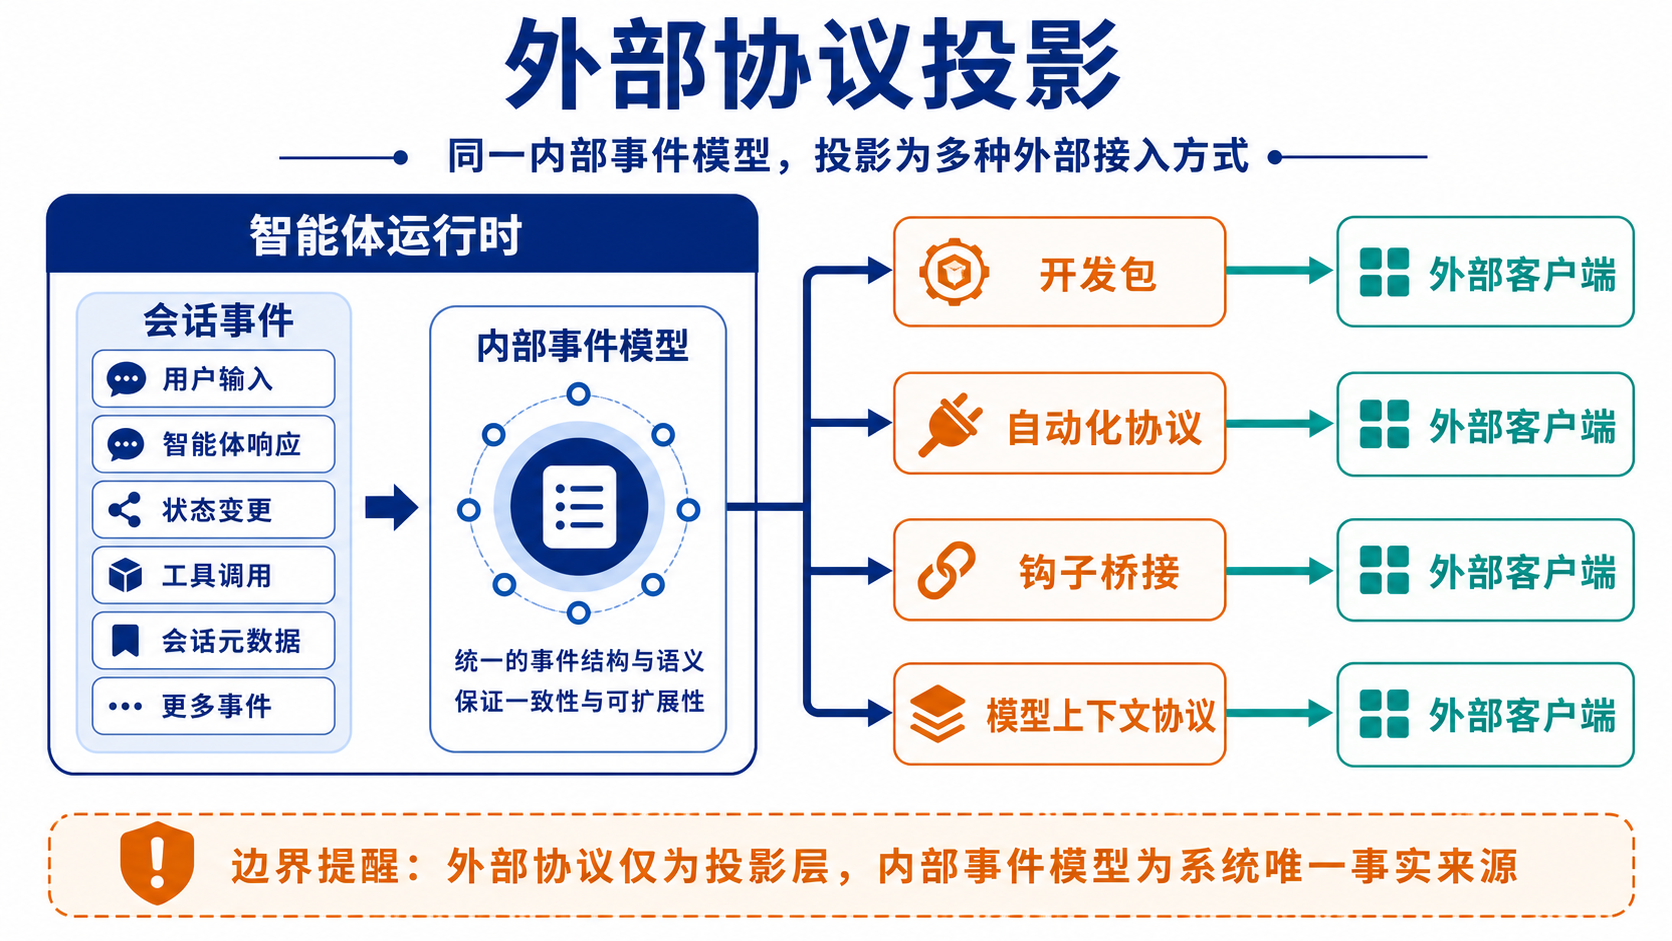 外部协议投影
同一内部事件模型，投影为多种外部接入方式
智能体运行时
会话事件
用户输入
智能体响应
状态变更
工具调用
会话元数据
更多事件
内部事件模型
统一的事件结构与语义
保证一致性与可扩展性
开发包
外部客户端
自动化协议
外部客户端
钩子桥接
外部客户端
模型上下文协议
外部客户端
边界提醒：外部协议仅为投影层，内部事件模型为系统唯一事实来源